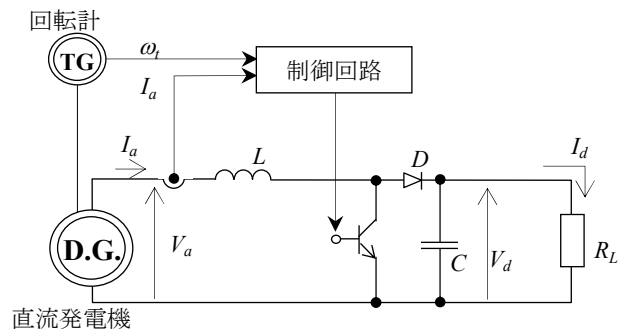 回転計
TG
ω_t
I_a
制御回路
I_a
L
D
I_d
D.G.
V_a
C
V_d
R_L
直流発電機